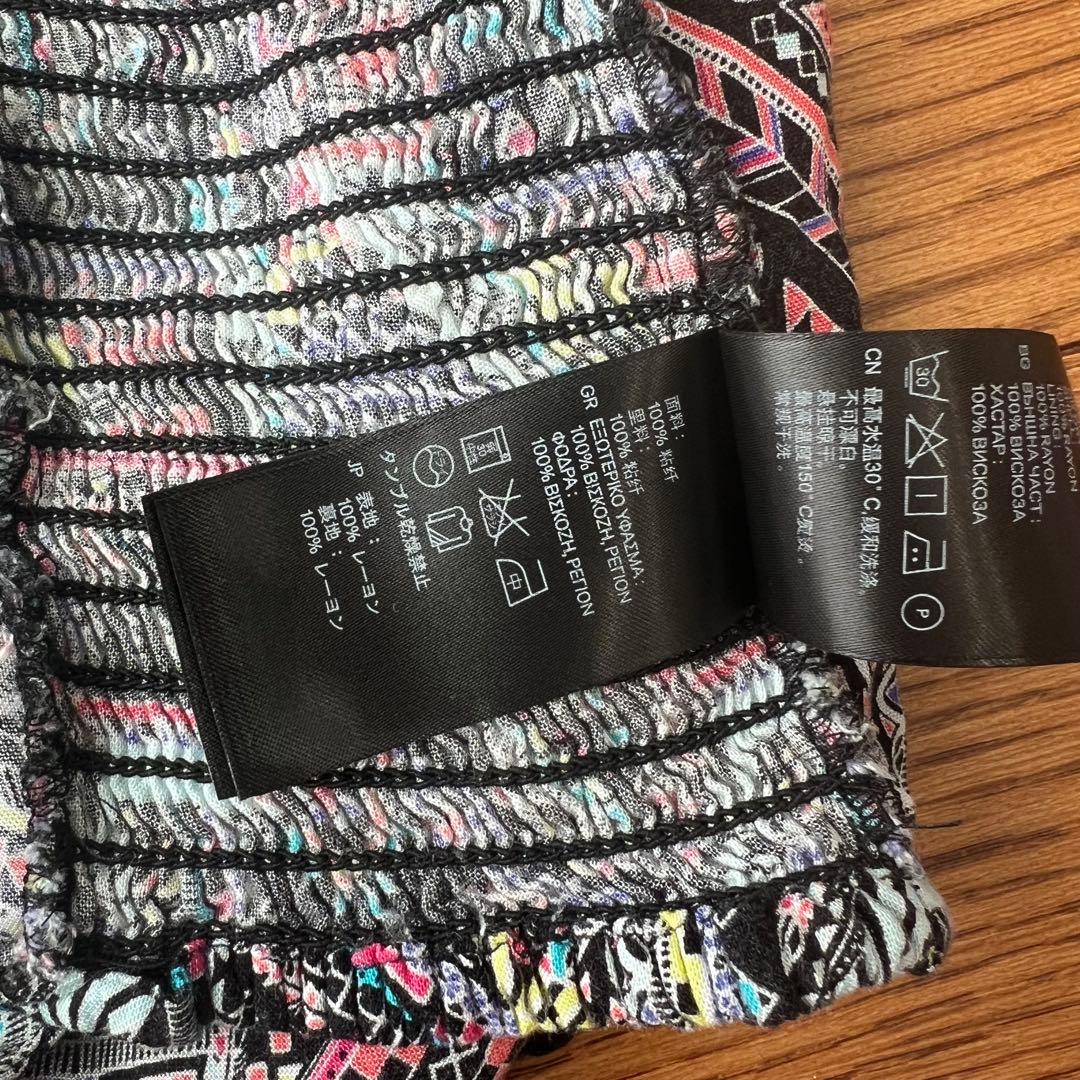 100% RAYON
LINING:
100% RAYON
BG ВЪНШНА ЧАСТ:
100% ВИСКОЗА
ХАСТАР:
100% ВИСКОЗА
30 P
CN 最高水温30°C,缓和洗涤。
不可漂白。
悬挂晾干
最高温度150°C熨烫。
常规干洗。
面料:
100% 粘纤
里料:
100% 粘纤
GR ΕΞΩΤΕΡΙΚΟ ΥΦΑΣΜΑ:
100% ΒΙΣΚΟΖΗ, ΡΕΓΙΟΝ
ΦΟΔΡΑ:
100% ΒΙΣΚΟΖΗ, ΡΕΓΙΟΝ
30 中
タンブル乾燥禁止
JP 表地:レーヨン
100%
裏地:レーヨン
100%